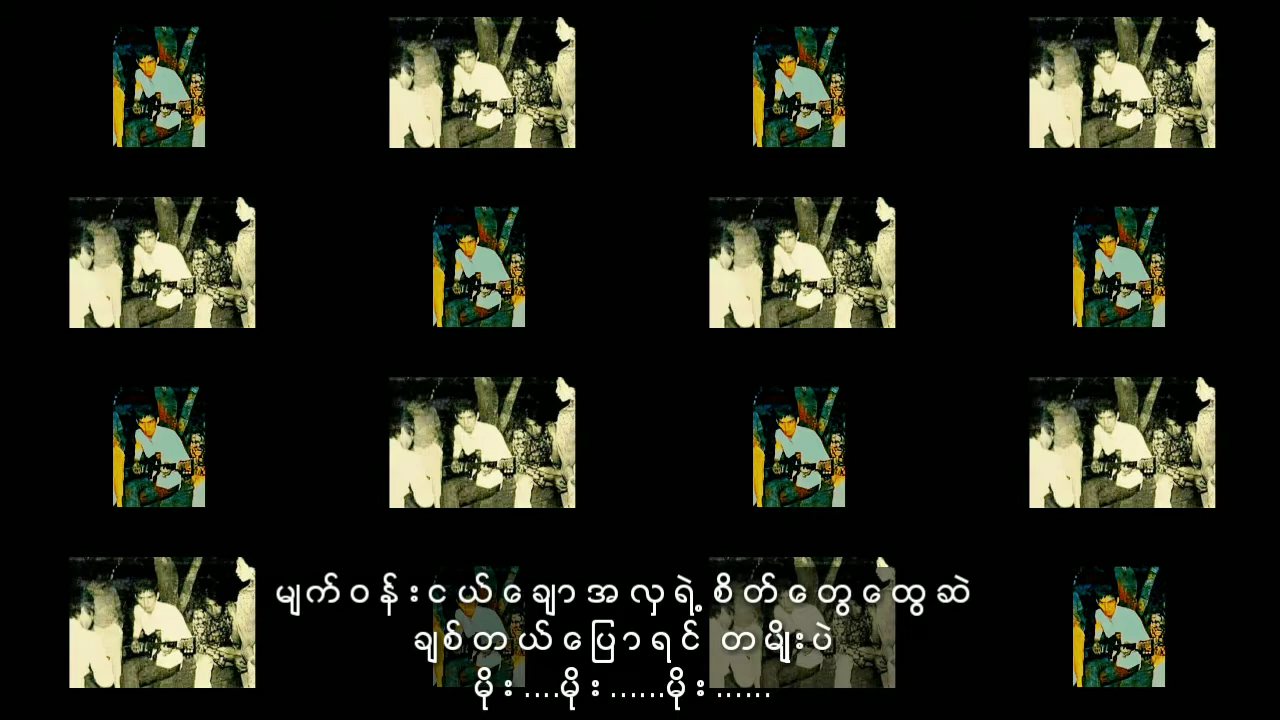 မျက်ဝန်းငယ်ချောအလှရဲ့ စိတ်တွေထွေဆဲ
ချစ်တယ်ပြောရင် တမျိုးပဲ
မိုး ....မိုး ......မိုး ......